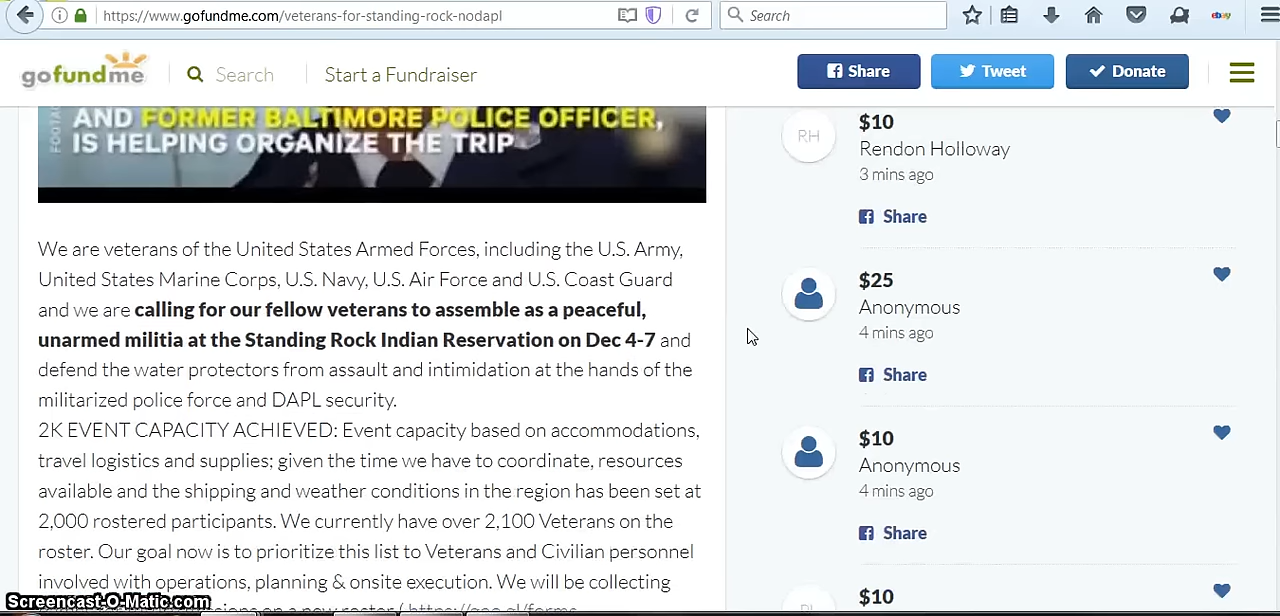 https://www.gofundme.com/veterans-for-standing-rock-nodapl
Search
ebay
gofundme
Search
Start a Fundraiser
Share
Tweet
Donate
FOOTA
AND FORMER BALTIMORE POLICE OFFICER,
IS HELPING ORGANIZE THE TRIP
We are veterans of the United States Armed Forces, including the U.S. Army,
United States Marine Corps, U.S. Navy, U.S. Air Force and U.S. Coast Guard
and we are calling for our fellow veterans to assemble as a peaceful,
unarmed militia at the Standing Rock Indian Reservation on Dec 4-7 and
defend the water protectors from assault and intimidation at the hands of the
militarized police force and DAPL security.
2K EVENT CAPACITY ACHIEVED: Event capacity based on accommodations,
travel logistics and supplies; given the time we have to coordinate, resources
available and the shipping and weather conditions in the region has been set at
2,000 rostered participants. We currently have over 2,100 Veterans on the
roster. Our goal now is to prioritize this list to Veterans and Civilian personnel
involved with operations, planning & onsite execution. We will be collecting
on a new roster ( https://goo.gl/forms
RH
$10
Rendon Holloway
3 mins ago
Share
$25
Anonymous
4 mins ago
Share
$10
Anonymous
4 mins ago
Share
$10
Screencast-O-Matic.com